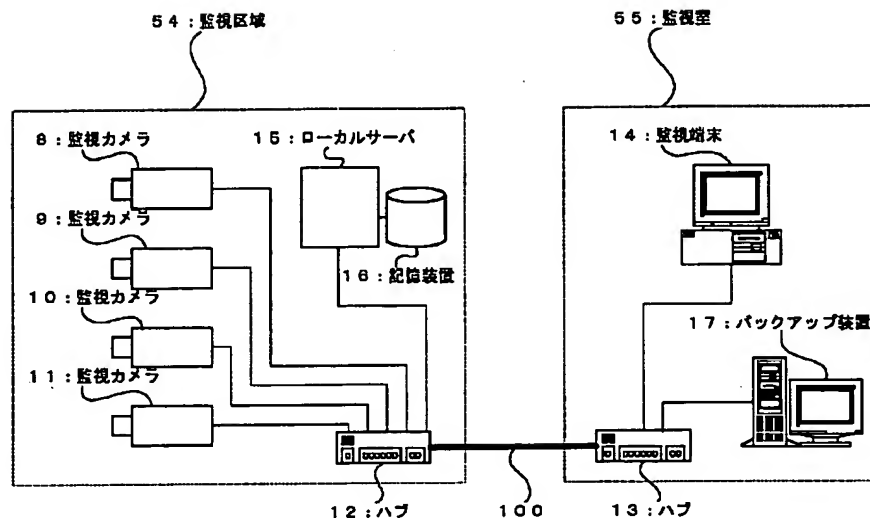 54:監視区域
55:監視室
8:監視カメラ
15:ローカルサーバ
14:監視端末
9:監視カメラ
16:記憶装置
10:監視カメラ
17:バックアップ装置
11:監視カメラ
12:ハブ
100
13:ハブ